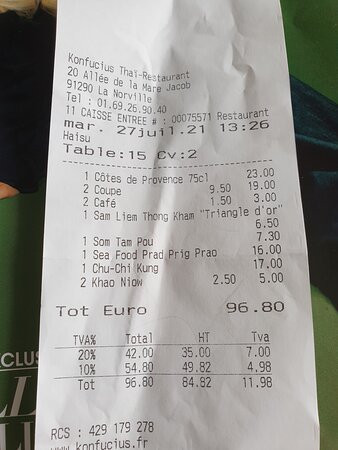 Konfucius Thaï-Restaurant
20 Allée de la Mare Jacob
91290 La Norville
Tel : 01.69.26.90.40
11 CAISSE ENTREE # : 00075571 Restaurant
mar. 27juil.21 13:26
Haisu
Table:15 Cv:2
1 Côtes de Provence 75cl 23.00
2 Coupe 9.50 19.00
2 Café 1.50 3.00
1 Sam Liem Thong Kham "Triangle d'or"
6.50
1 Som Tam Pou 7.30
1 Sea Food Prad Prig Prao 16.00
1 Chu-Chi Kung 17.00
2 Khao Niow 2.50 5.00
Tot Euro 96.80
TVA% Total HT Tva
20% 42.00 35.00 7.00
10% 54.80 49.82 4.98
Tot 96.80 84.82 11.98
RCS : 429 179 278
www.konfucius.fr
CLUS